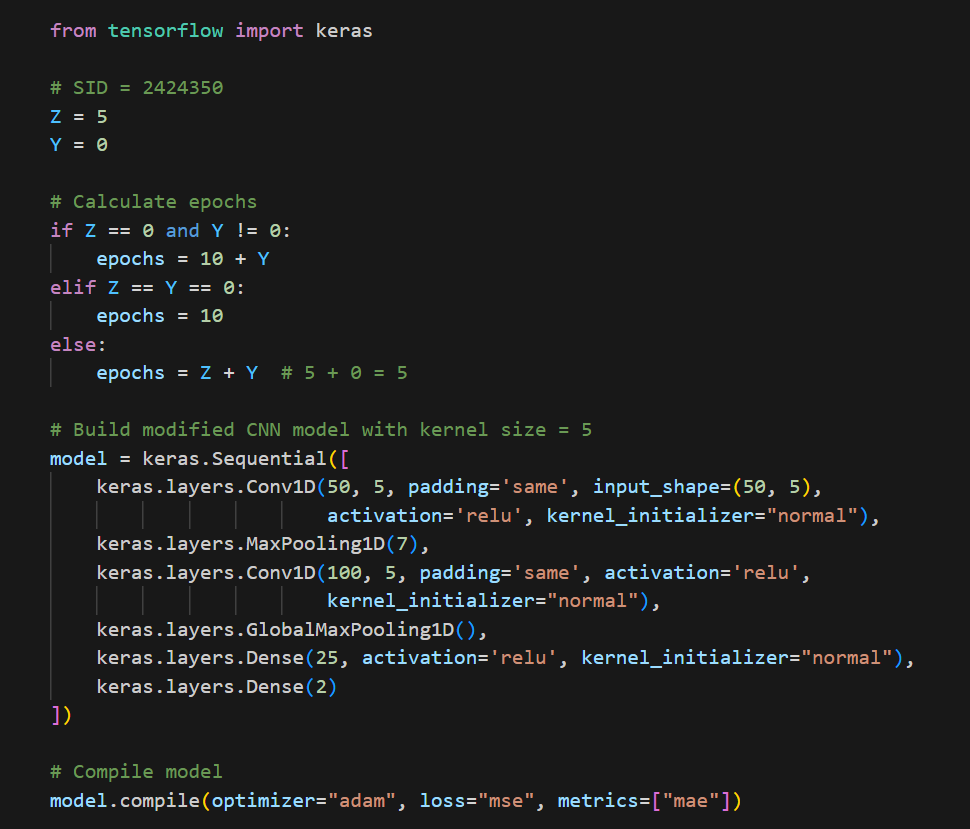 from tensorflow import keras
# SID = 2424350
Z = 5
Y = 0
# Calculate epochs
if Z == 0 and Y != 0:
    epochs = 10 + Y
elif Z == Y == 0:
    epochs = 10
else:
    epochs = Z + Y  # 5 + 0 = 5
# Build modified CNN model with kernel size = 5
model = keras.Sequential([
    keras.layers.Conv1D(50, 5, padding='same', input_shape=(50, 5),
                        activation='relu', kernel_initializer="normal"),
    keras.layers.MaxPooling1D(7),
    keras.layers.Conv1D(100, 5, padding='same', activation='relu',
                        kernel_initializer="normal"),
    keras.layers.GlobalMaxPooling1D(),
    keras.layers.Dense(25, activation='relu', kernel_initializer="normal"),
    keras.layers.Dense(2)
])
# Compile model
model.compile(optimizer="adam", loss="mse", metrics=["mae"])